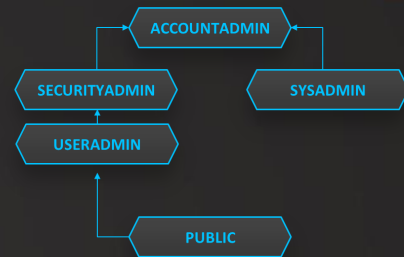 ACCOUNTADMIN
SECURITYADMIN
SYSADMIN
USERADMIN
PUBLIC